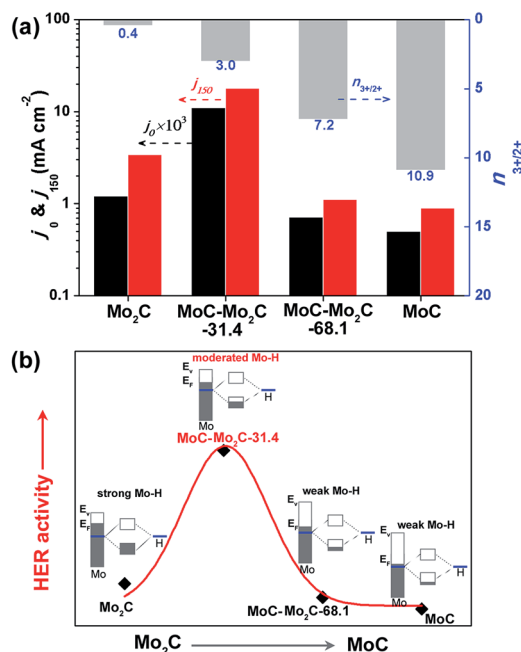 (a)
100
10
1
0.1
j0 & j150 (mA cm-2)
0.4
3.0
7.2
10.9
j150
j0×10³
n3+/2+
0
5
10
15
20
n3+/2+
Mo₂C
MoC-Mo₂C
-31.4
MoC-Mo₂C
-68.1
MoC
(b)
HER activity
moderated Mo-H
Ev
EF
H
Mo
MoC-Mo₂C-31.4
strong Mo-H
Ev
EF
H
Mo
Mo₂C
weak Mo-H
Ev
EF
H
Mo
MoC-Mo₂C-68.1
weak Mo-H
Ev
EF
H
Mo
MoC
Mo₂C
MoC